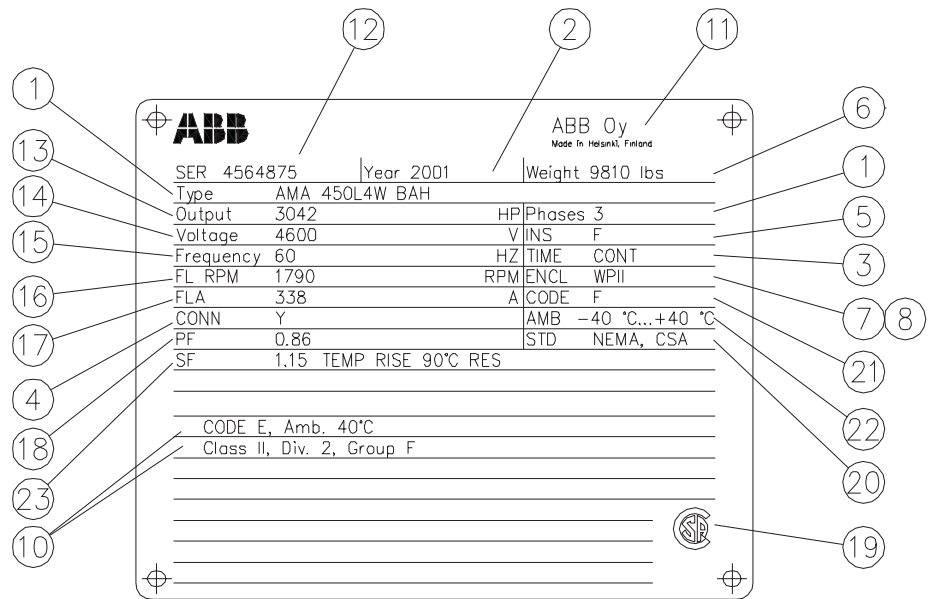 12 2 11
1 6
ABB ABB Oy
Made in Helsinki, Finland
13
SER 4564875 Year 2001 Weight 9810 lbs
1
Type AMA 450L4W BAH
14
Output 3042 HP Phases 3
5
Voltage 4600 V INS F
15
Frequency 60 HZ TIME CONT
3
FL RPM 1790 RPM ENCL WPII
16
FLA 338 A CODE F
7 8
17
CONN Y AMB -40 °C...+40 °C
PF 0.86 STD NEMA, CSA
SF 1.15 TEMP RISE 90°C RES
21
4
CODE E, Amb. 40°C
22
18
Class II, Div. 2, Group F
20
23
10 CSA 19